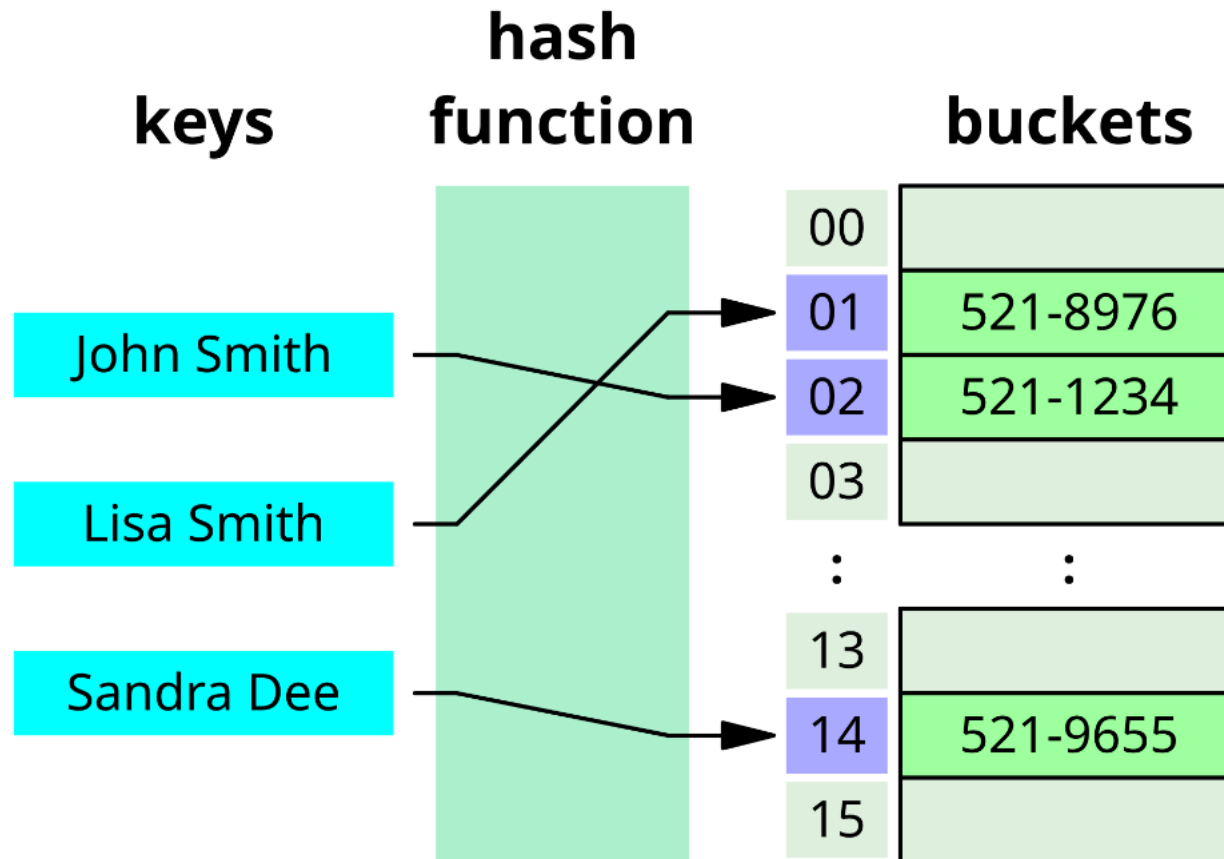 hash
keys function buckets
00
01 521-8976
John Smith
02 521-1234
03
Lisa Smith
: :
13
Sandra Dee
14 521-9655
15